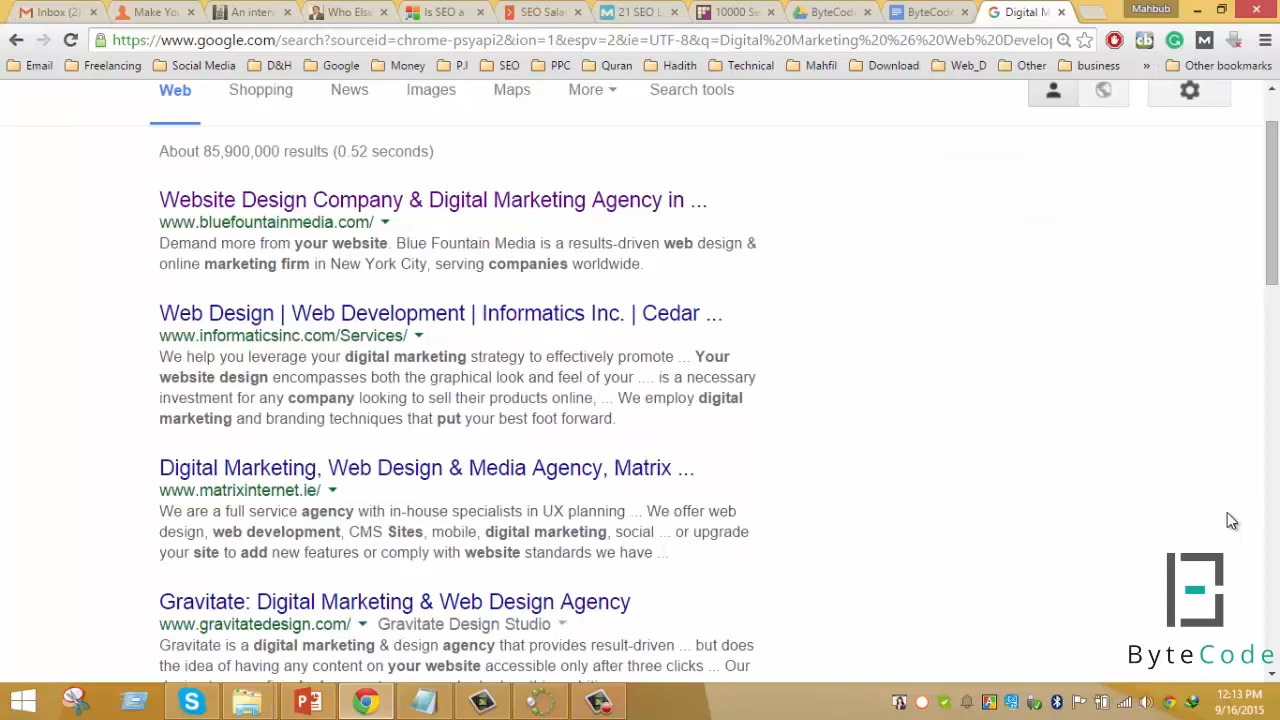 Inbox (2)
Make Yo
An inter
Who Else
Is SEO a
SEO Sala
21 SEO L
10000 Se
ByteCod
ByteCod
Digital M
Mahbub
https://www.google.com/search?sourceid=chrome-psyapi2&ion=1&espv=2&ie=UTF-8&q=Digital%20Marketing%20%26%20Web%20Develo
Email Freelancing Social Media D&H Google Money P.I SEO PPC Quran Hadith Technical Mahfil Download Web_D Other business » Other bookmarks
Web Shopping News Images Maps More Search tools
About 85,900,000 results (0.52 seconds)
Website Design Company & Digital Marketing Agency in ...
www.bluefountainmedia.com/
Demand more from your website. Blue Fountain Media is a results-driven web design &
online marketing firm in New York City, serving companies worldwide.
Web Design | Web Development | Informatics Inc. | Cedar ...
www.informaticsinc.com/Services/
We help you leverage your digital marketing strategy to effectively promote ... Your
website design encompasses both the graphical look and feel of your .... is a necessary
investment for any company looking to sell their products online, ... We employ digital
marketing and branding techniques that put your best foot forward.
Digital Marketing, Web Design & Media Agency, Matrix ...
www.matrixinternet.ie/
We are a full service agency with in-house specialists in UX planning ... We offer web
design, web development, CMS Sites, mobile, digital marketing, social ... or upgrade
your site to add new features or comply with website standards we have ...
Gravitate: Digital Marketing & Web Design Agency
www.gravitatedesign.com/ Gravitate Design Studio
Gravitate is a digital marketing & design agency that provides result-driven ... but does
the idea of having any content on your website accessible only after three clicks ... Our
ByteCode
12:13 PM
9/16/2015